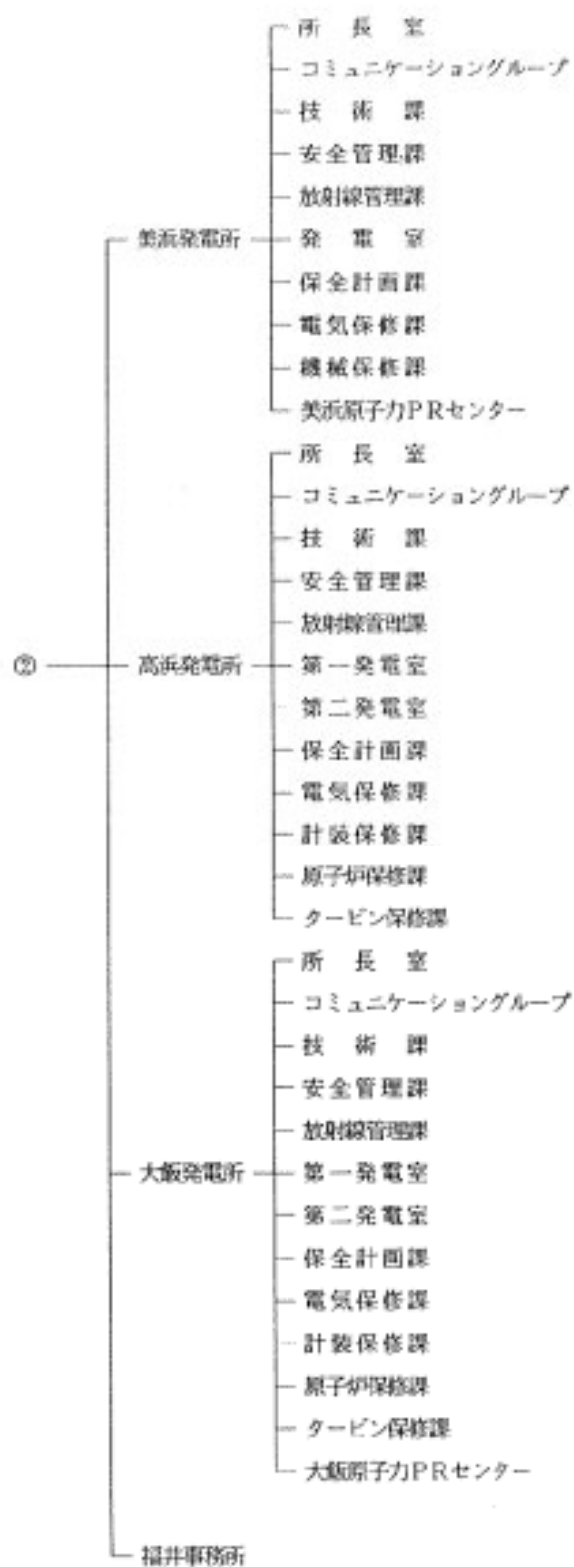 所長室
コミュニケーショングループ
技術課
安全管理課
放射線管理課
美浜発電所
発電室
保全計画課
電気保修課
機械保修課
美浜原子力PRセンター
所長室
コミュニケーショングループ
技術課
安全管理課
放射線管理課
② 高浜発電所 第一発電室
第二発電室
保全計画課
電気保修課
計装保修課
原子炉保修課
タービン保修課
所長室
コミュニケーショングループ
技術課
安全管理課
放射線管理課
大飯発電所 第一発電室
第二発電室
保全計画課
電気保修課
計装保修課
原子炉保修課
タービン保修課
大飯原子力PRセンター
福井事務所